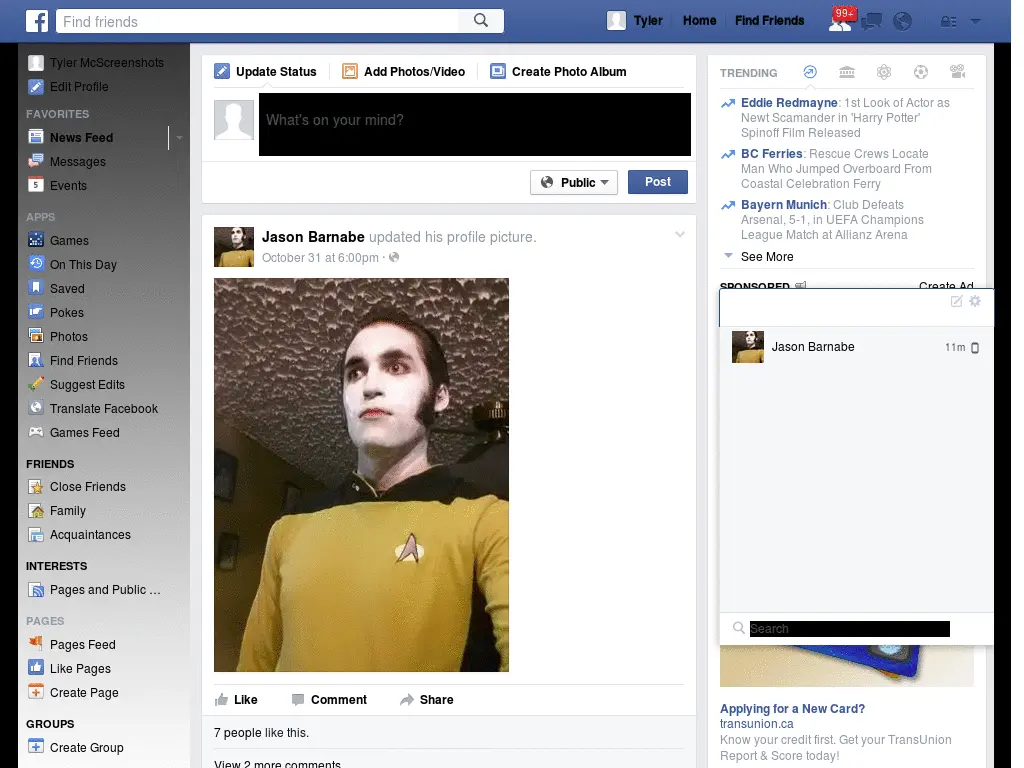 Find friends
Tyler
Home
Find Friends
99+
Tyler McScreenshots
Edit Profile
FAVORITES
News Feed
Messages
5
Events
APPS
Games
On This Day
Saved
Pokes
Photos
Find Friends
Suggest Edits
Translate Facebook
Games Feed
FRIENDS
Close Friends
Family
Acquaintances
INTERESTS
Pages and Public ...
PAGES
Pages Feed
Like Pages
Create Page
GROUPS
Create Group
Update Status
Add Photos/Video
Create Photo Album
What's on your mind?
Public
Post
Jason Barnabe updated his profile picture.
October 31 at 6:00pm ·
Like
Comment
Share
7 people like this.
View 2 more comments
TRENDING
Eddie Redmayne: 1st Look of Actor as
Newt Scamander in 'Harry Potter'
Spinoff Film Released
BC Ferries: Rescue Crews Locate
Man Who Jumped Overboard From
Coastal Celebration Ferry
Bayern Munich: Club Defeats
Arsenal, 5-1, in UEFA Champions
League Match at Allianz Arena
See More
SPONSORED
Create Ad
Jason Barnabe
11m
Search
Applying for a New Card?
transunion.ca
Know your credit first. Get your TransUnion
Report & Score today!